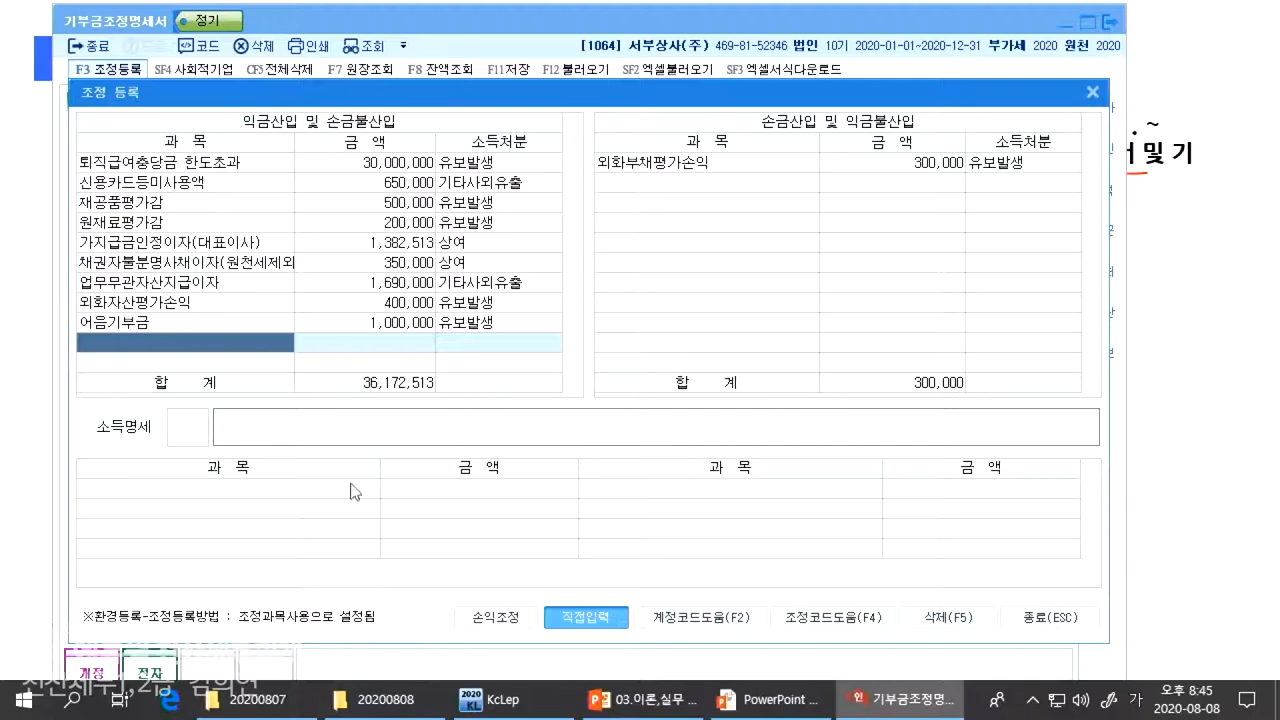 기부금조정명세서 정기
종료 코드 삭제 인쇄 조회 [1064] 서부상사(주) 469-81-52346 법인 10기 2020-01-01~2020-12-31 부가세 2020 원천 2020
F3 조정등록 SF4 사회적기업 CF5 전체삭제 F7 원장조회 F8 잔액조회 F11 저장 F12 불러오기 SF2 엑셀불러오기 SF3 엑셀서식다운로드
조정 등록
익금산입 및 손금불산입 손금산입 및 익금불산입
과 목 금 액 소득처분 과 목 금 액 소득처분
퇴직급여충당금 한도초과 30,000,000 유보발생 외화부채평가손익 300,000 유보발생
신용카드등미사용액 650,000 기타사외유출
재공품평가감 500,000 유보발생
원재료평가감 200,000 유보발생
가지급금인정이자(대표이사) 1,382,513 상여
채권자불분명사채이자(원천세제외 350,000 상여
업무무관자산지급이자 1,690,000 기타사외유출
외화자산평가손익 400,000 유보발생
어음기부금 1,000,000 유보발생
합 계 36,172,513 합 계 300,000
소득명세
과 목 금 액 과 목 금 액
※환경등록-조정등록방법 : 조정과목사용으로 설정됨 손익조정 직접입력 계정코드도움(F2) 조정코드도움(F4) 삭제(F5) 종료(ESC)
및 기
개정 전자
20200807 20200808 KcLep 03.이론,실무 ... PowerPoint ... 기부금조정명... 가 오후 8:45
2020-08-08